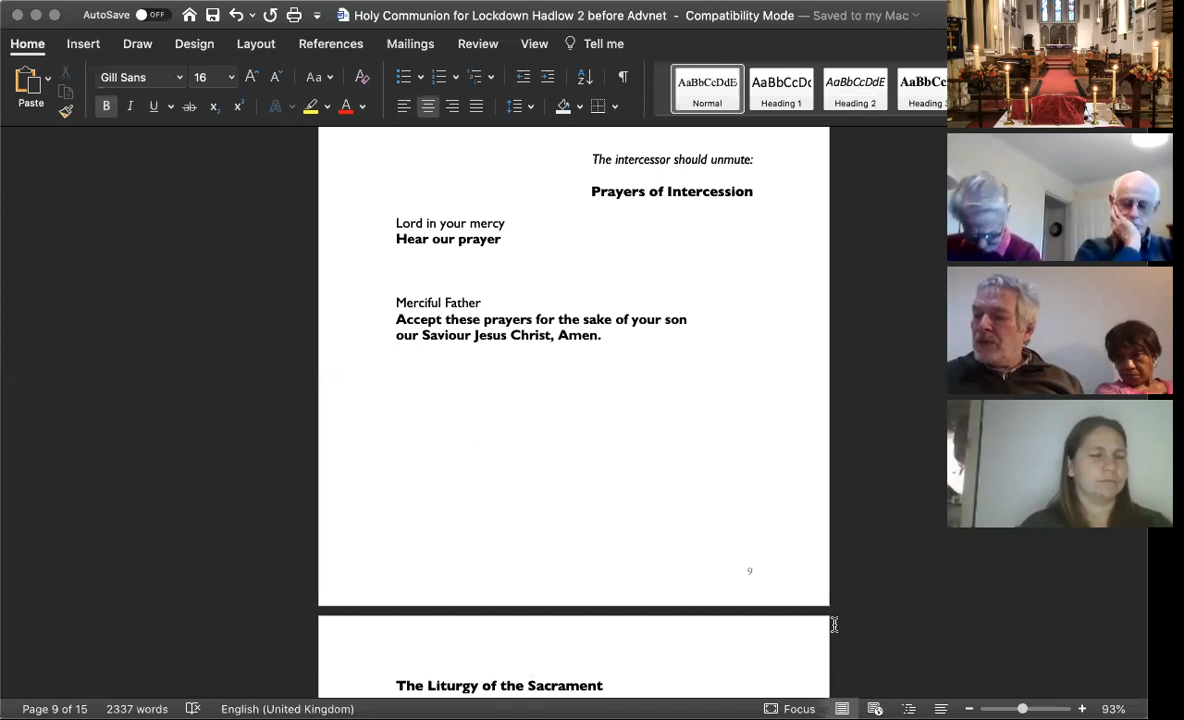 AutoSave OFF
Holy Communion for Lockdown Hadlow 2 before Advnet - Compatibility Mode — Saved to my Mac
Home Insert Draw Design Layout References Mailings Review View Tell me
Paste
Gill Sans 16
AaBbCcDdE AaBbCcDc AaBbCcDdE AaBbCc
Normal Heading 1 Heading 2 Heading
The intercessor should unmute:
Prayers of Intercession
Lord in your mercy
Hear our prayer
Merciful Father
Accept these prayers for the sake of your son
our Saviour Jesus Christ, Amen.
9
The Liturgy of the Sacrament
Page 9 of 15 2337 words English (United Kingdom) Focus 93%